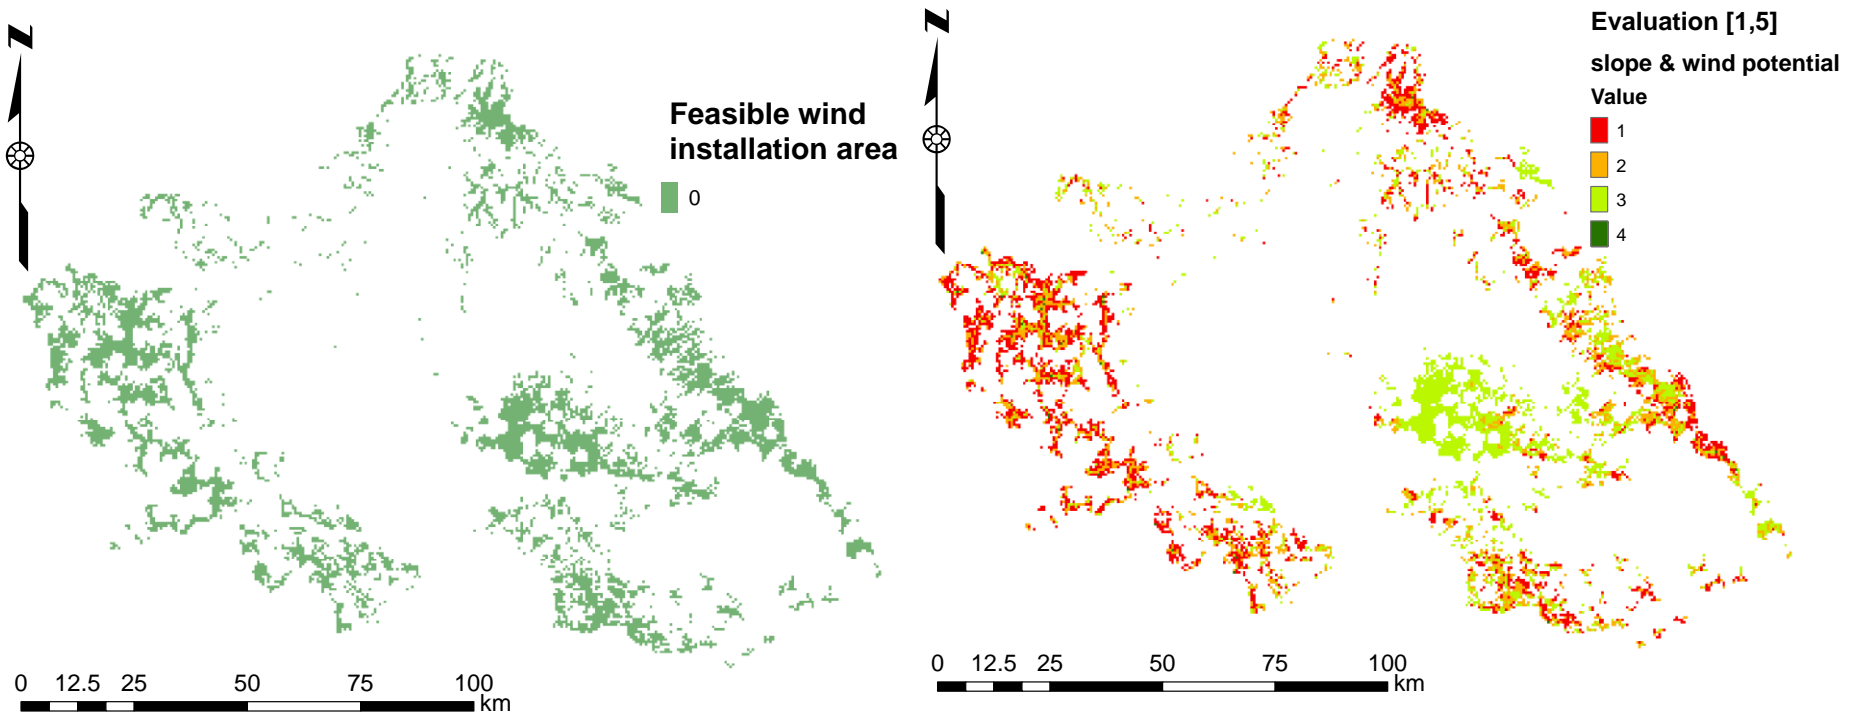 N
Feasible wind
installation area
0
0 12.5 25 50 75 100
km
N
Evaluation [1,5]
slope & wind potential
Value
1
2
3
4
0 12.5 25 50 75 100
km